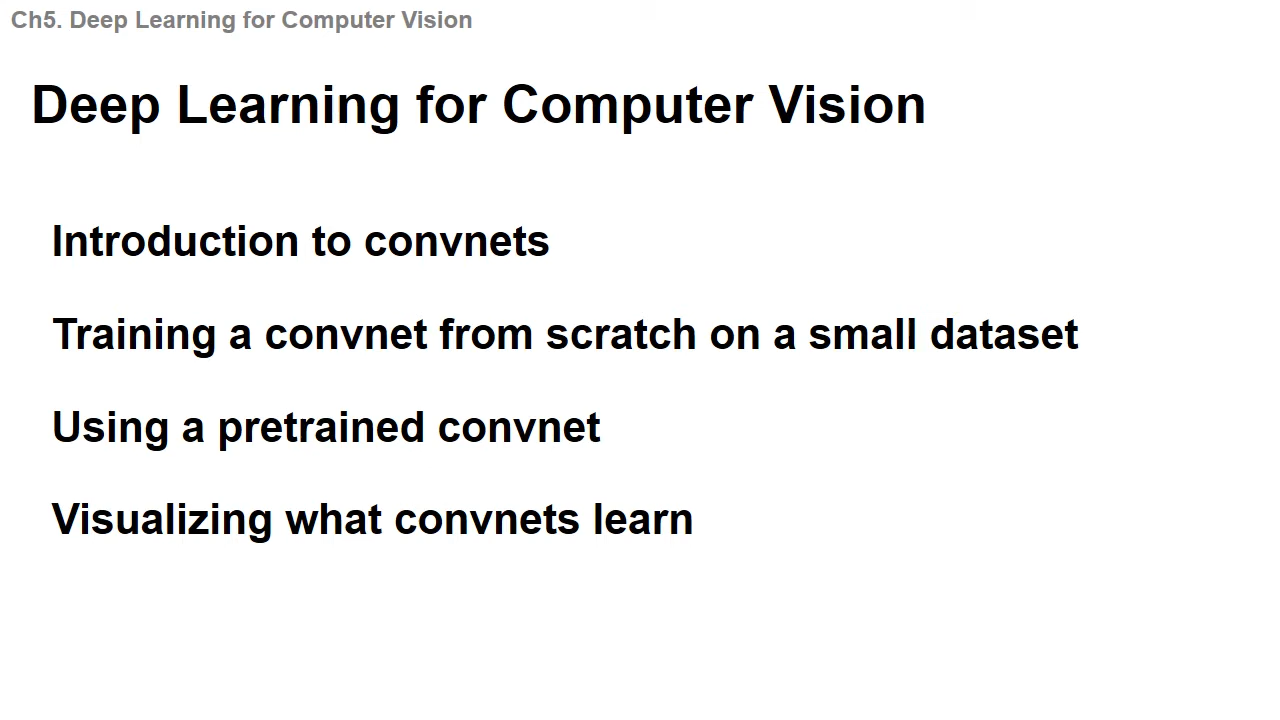 Ch5. Deep Learning for Computer Vision
Deep Learning for Computer Vision
Introduction to convnets
Training a convnet from scratch on a small dataset
Using a pretrained convnet
Visualizing what convnets learn